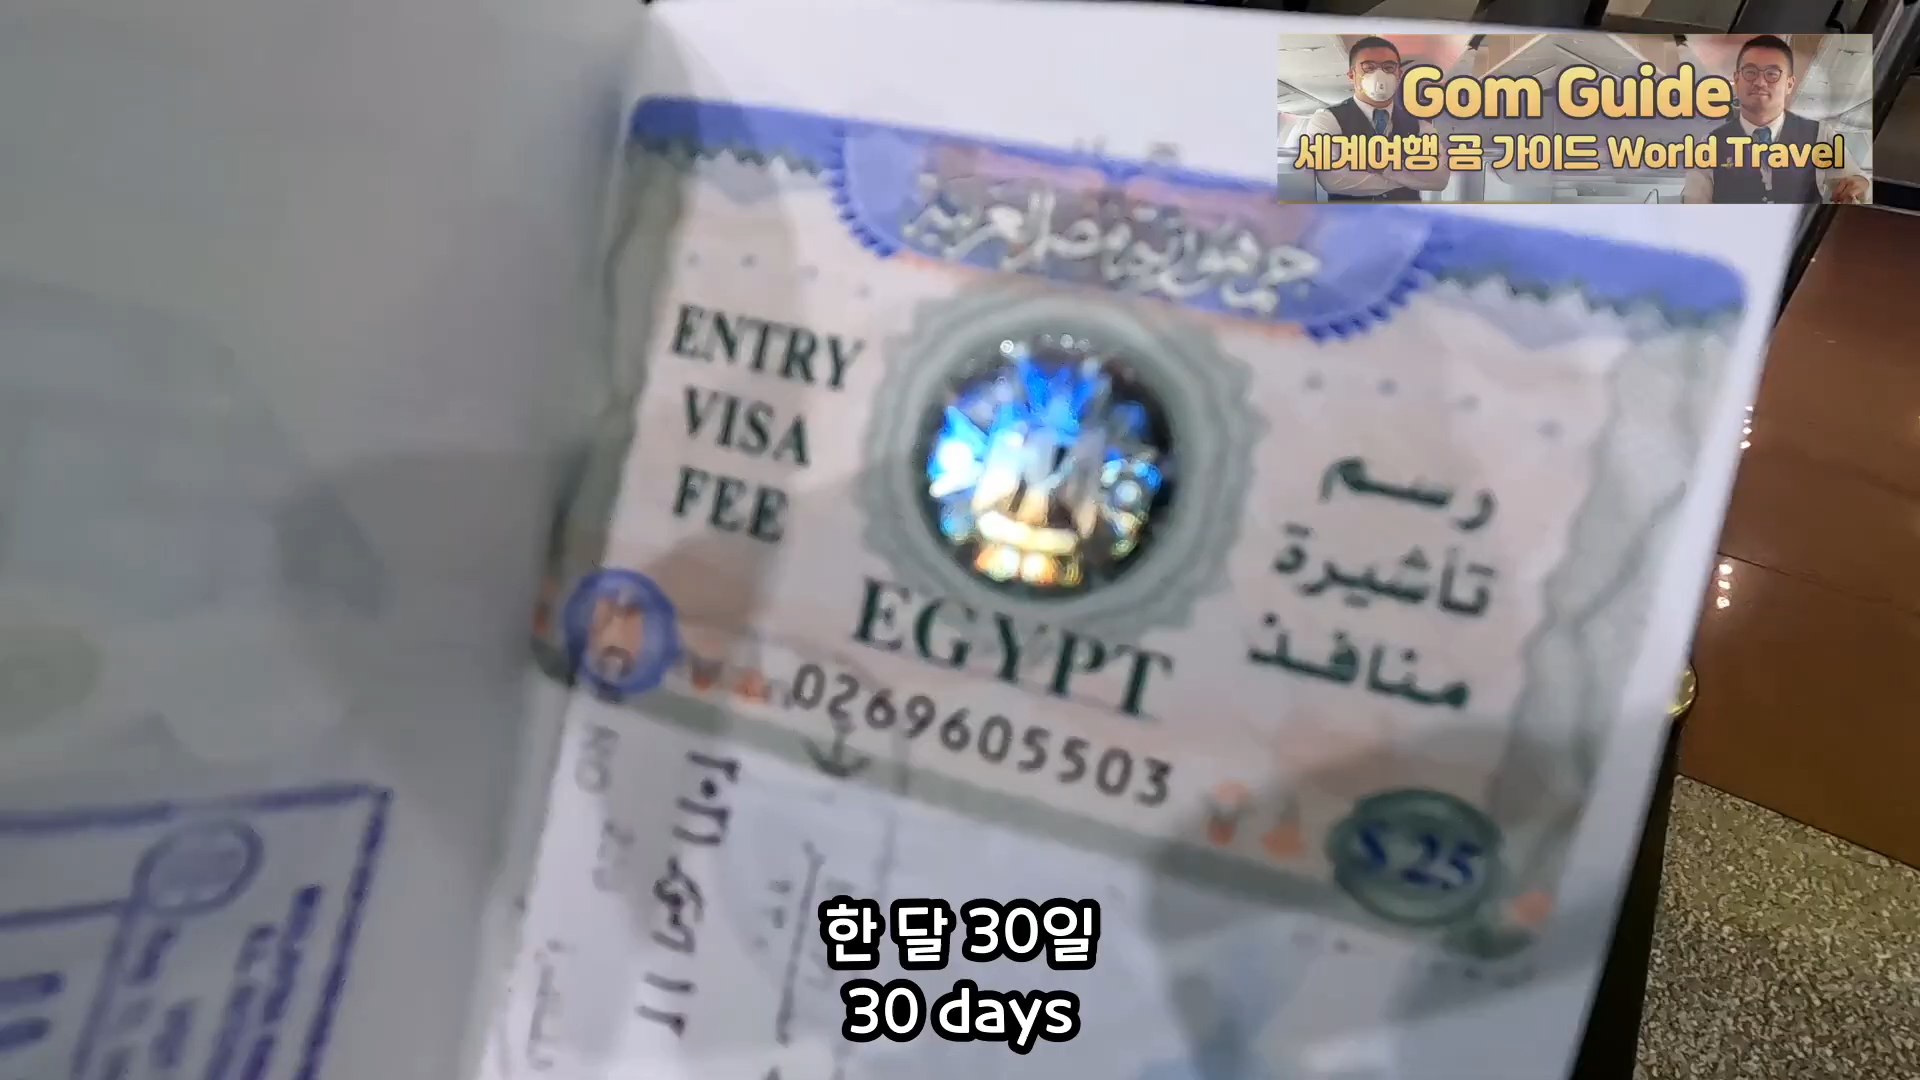 Gom Guide
세계여행 곰 가이드 World Travel
جمهورية مصر العربية
ENTRY
VISA
FEE
رسم
تأشيرة
منافذ
EGYPT
0269605503
$ 25
한 달 30일
30 days